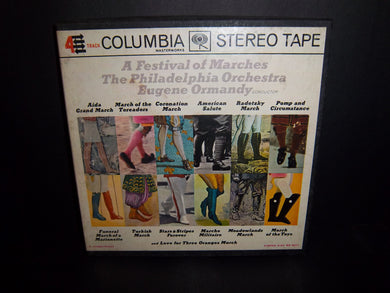 4 TRACK COLUMBIA MASTERWORKS STEREO TAPE
A Festival of Marches
The Philadelphia Orchestra
Eugene Ormandy CONDUCTOR
Aida Grand March
March of the Toreadors
Coronation March
American Salute
Radetzky March
Pomp and Circumstance
Funeral March of a Marionette
Turkish March
Stars & Stripes Forever
Marche Militaire
Meadowlands March
March of the Toys
and Love for Three Oranges March